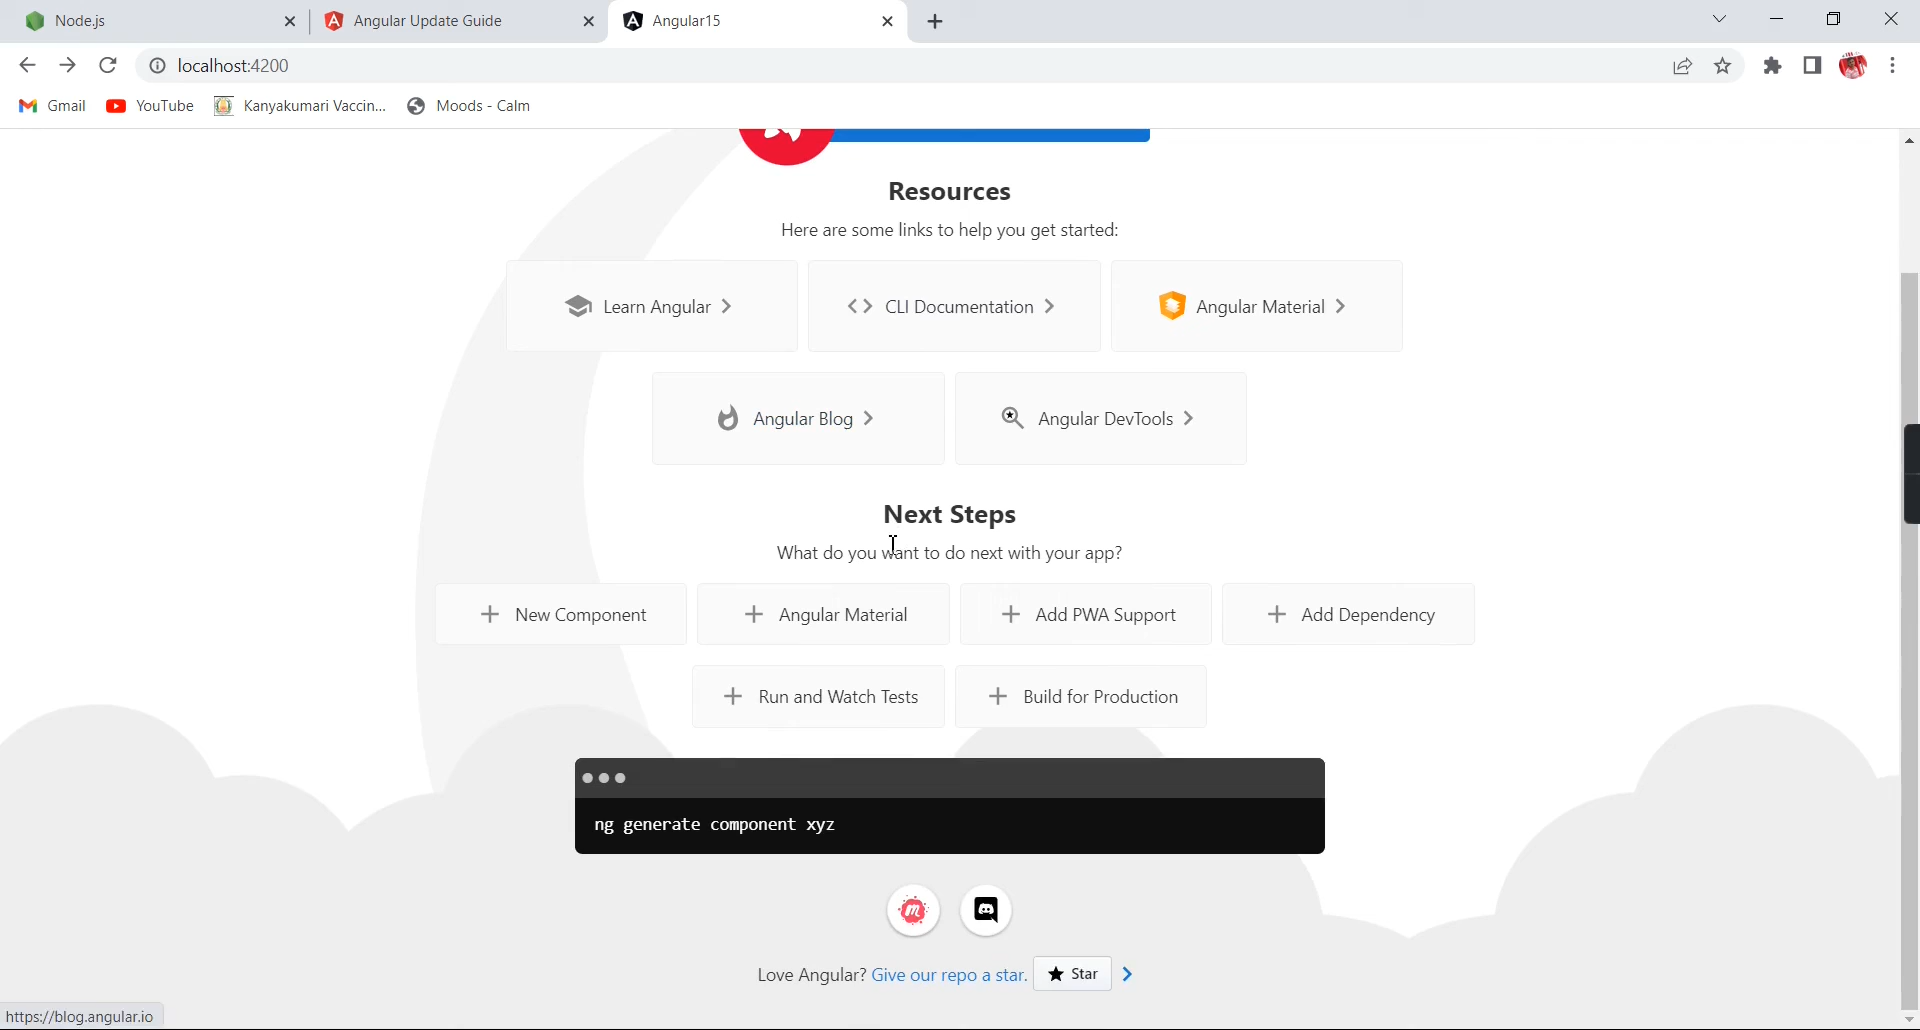 Node.js
Angular Update Guide
Angular15
localhost:4200
Gmail
YouTube
Kanyakumari Vaccin...
Moods - Calm
Resources
Here are some links to help you get started:
Learn Angular
CLI Documentation
Angular Material
Angular Blog
Angular DevTools
Next Steps
What do you want to do next with your app?
New Component
Angular Material
Add PWA Support
Add Dependency
Run and Watch Tests
Build for Production
ng generate component xyz
Love Angular? Give our repo a star. Star
https://blog.angular.io